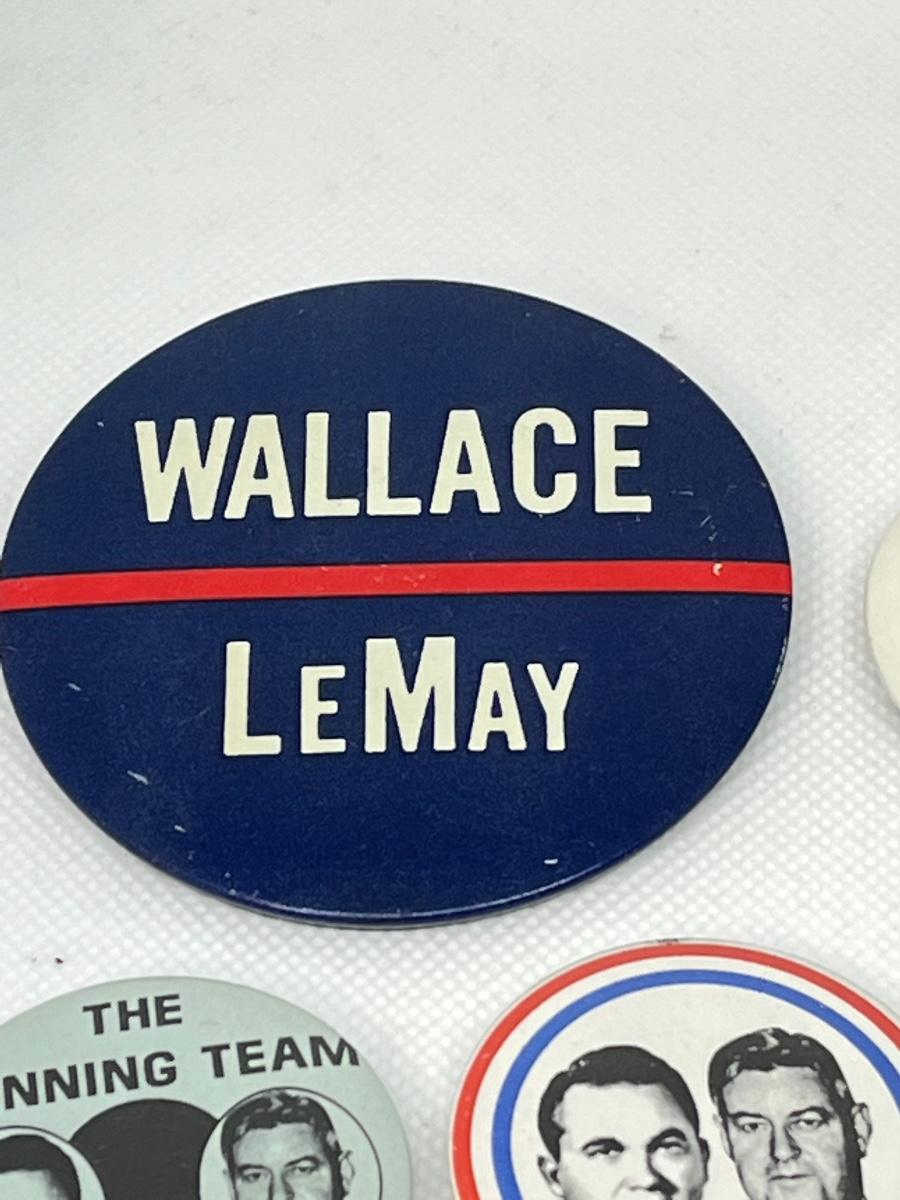 WALLACE
LEMAY
THE
NNING TEAM